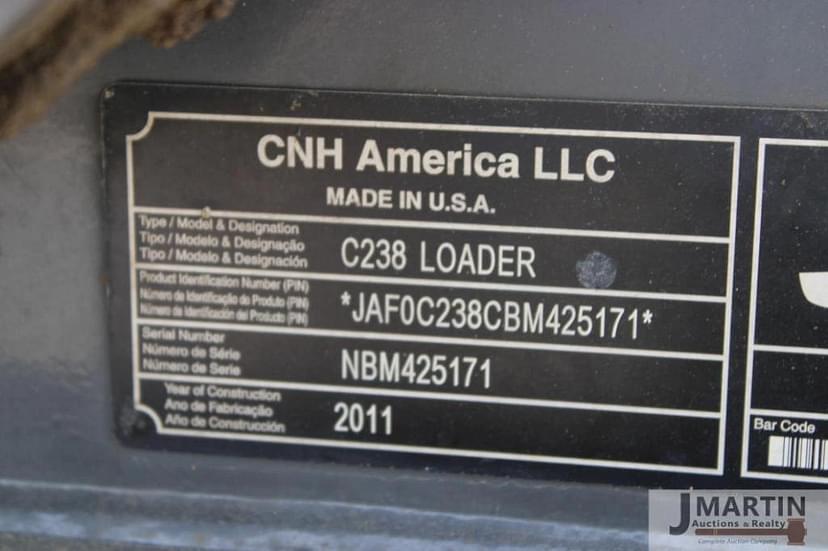 CNH America LLC
MADE IN U.S.A.
Type / Model & Designation
Tipo / Modelo & Designação
Tipo / Modelo & Designación
C238 LOADER
Product Identification Number (PIN)
Número de Identificação do Produto (PIN)
Número de Identificación del Producto (PIN)
*JAF0C238CBM425171*
Serial Number
Número de Série
Número de Serie
NBM425171
Year of Construction
Ano de Fabricação
Año de Construcción
2011
Bar Code
J MARTIN
Auctions & Realty
Complete Auction Company